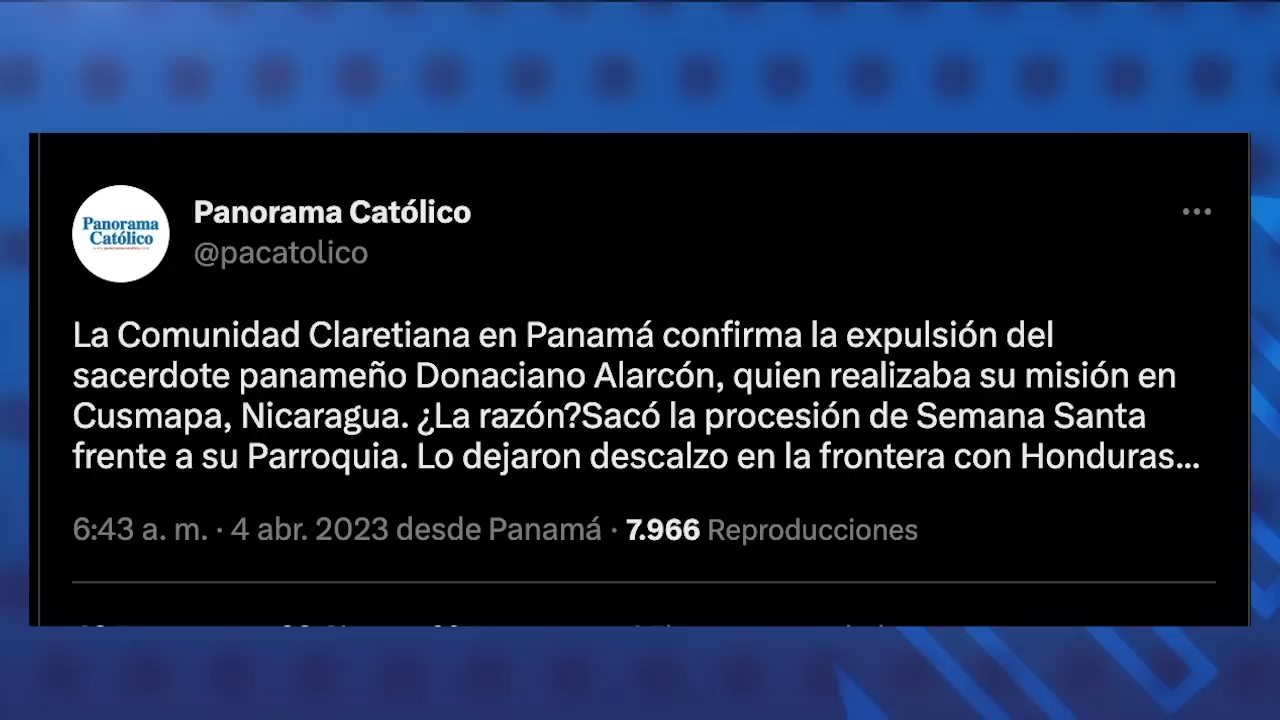 Panorama
Católico
Panorama Católico
@pacatolico
La Comunidad Claretiana en Panamá confirma la expulsión del
sacerdote panameño Donaciano Alarcón, quien realizaba su misión en
Cusmapa, Nicaragua. ¿La razón?Sacó la procesión de Semana Santa
frente a su Parroquia. Lo dejaron descalzo en la frontera con Honduras...
6:43 a. m. · 4 abr. 2023 desde Panamá · 7.966 Reproducciones